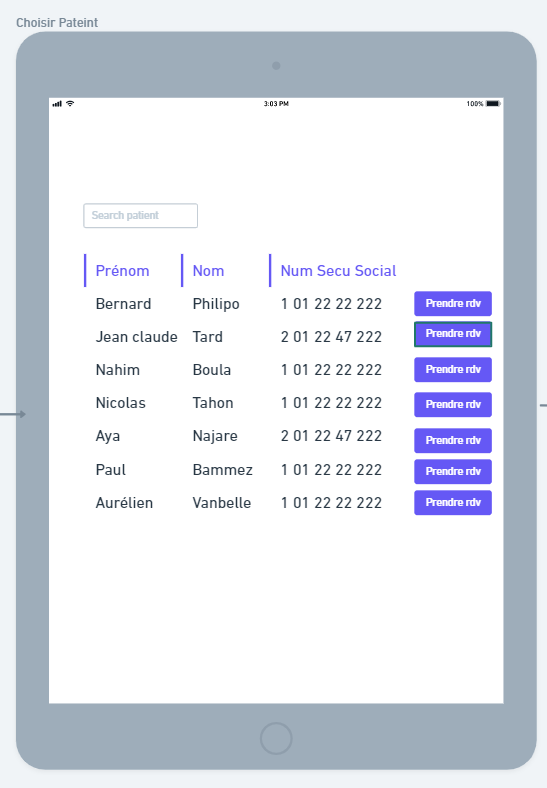 Choisir Pateint
3:03 PM 100%
Search patient
Prénom Nom Num Secu Social
Bernard Philipo 1 01 22 22 222 Prendre rdv
Jean claude Tard 2 01 22 47 222 Prendre rdv
Nahim Boula 1 01 22 22 222 Prendre rdv
Nicolas Tahon 1 01 22 22 222 Prendre rdv
Aya Najare 2 01 22 47 222 Prendre rdv
Paul Bammez 1 01 22 22 222 Prendre rdv
Aurélien Vanbelle 1 01 22 22 222 Prendre rdv